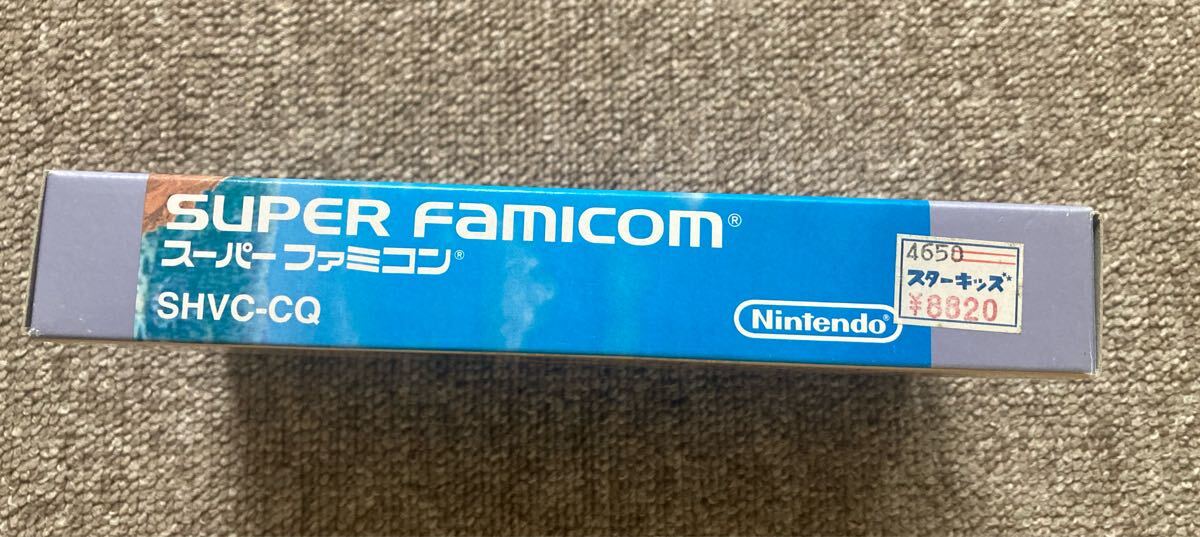 SUPER FAMICOM®
スーパーファミコン®
SHVC-CQ
Nintendo®
4650
スターキッズ
¥8820